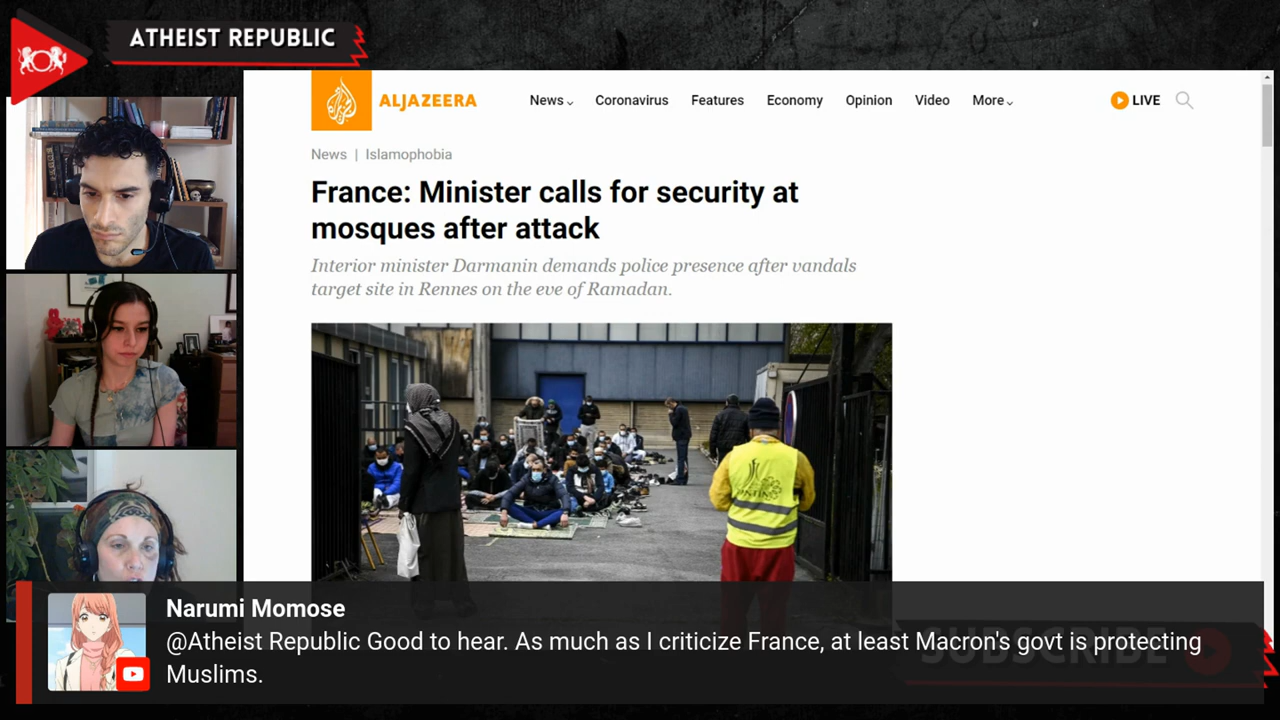 ATHEIST REPUBLIC
ALJAZEERA
News Coronavirus Features Economy Opinion Video More LIVE
News | Islamophobia
France: Minister calls for security at
mosques after attack
Interior minister Darmanin demands police presence after vandals
target site in Rennes on the eve of Ramadan.
SUBSCRIBE
Narumi Momose
@Atheist Republic Good to hear. As much as I criticize France, at least Macron's govt is protecting
Muslims.